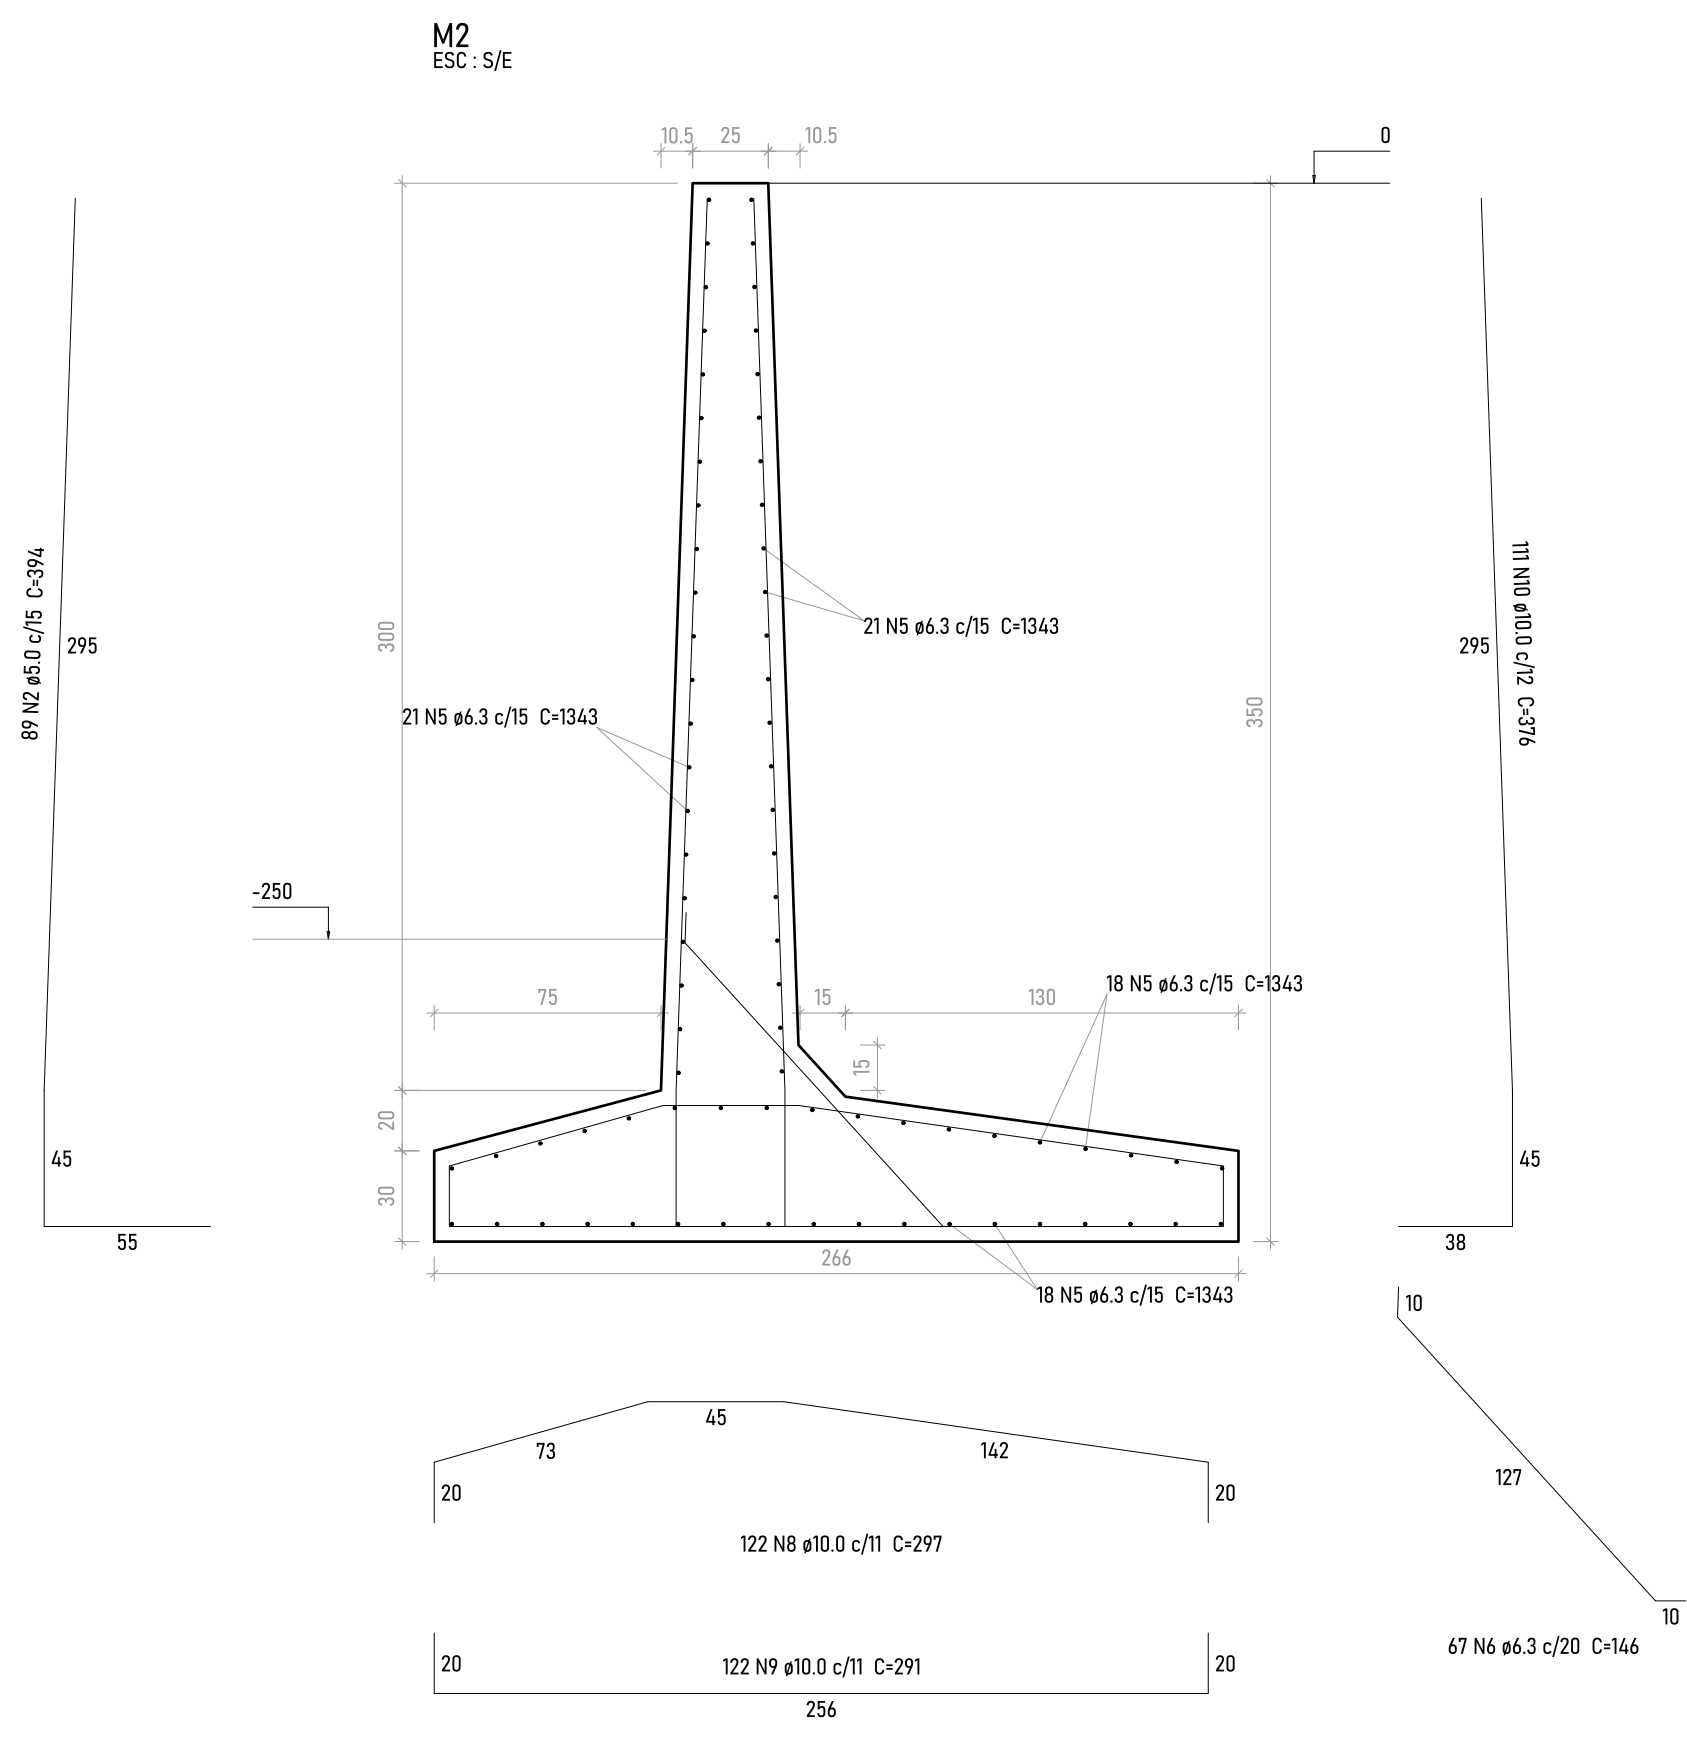 M2
ESC : S/E
10.5
25
10.5
0
300
350
89 N2 ø5.0 c/15 C=394
295
21 N5 ø6.3 c/15 C=1343
295
111 N10 ø10.0 c/12 C=376
21 N5 ø6.3 c/15 C=1343
-250
75
15
130
18 N5 ø6.3 c/15 C=1343
15
20
45
45
30
55
266
38
18 N5 ø6.3 c/15 C=1343
10
45
73
142
127
20
20
122 N8 ø10.0 c/11 C=297
10
67 N6 ø6.3 c/20 C=146
20
122 N9 ø10.0 c/11 C=291
20
256